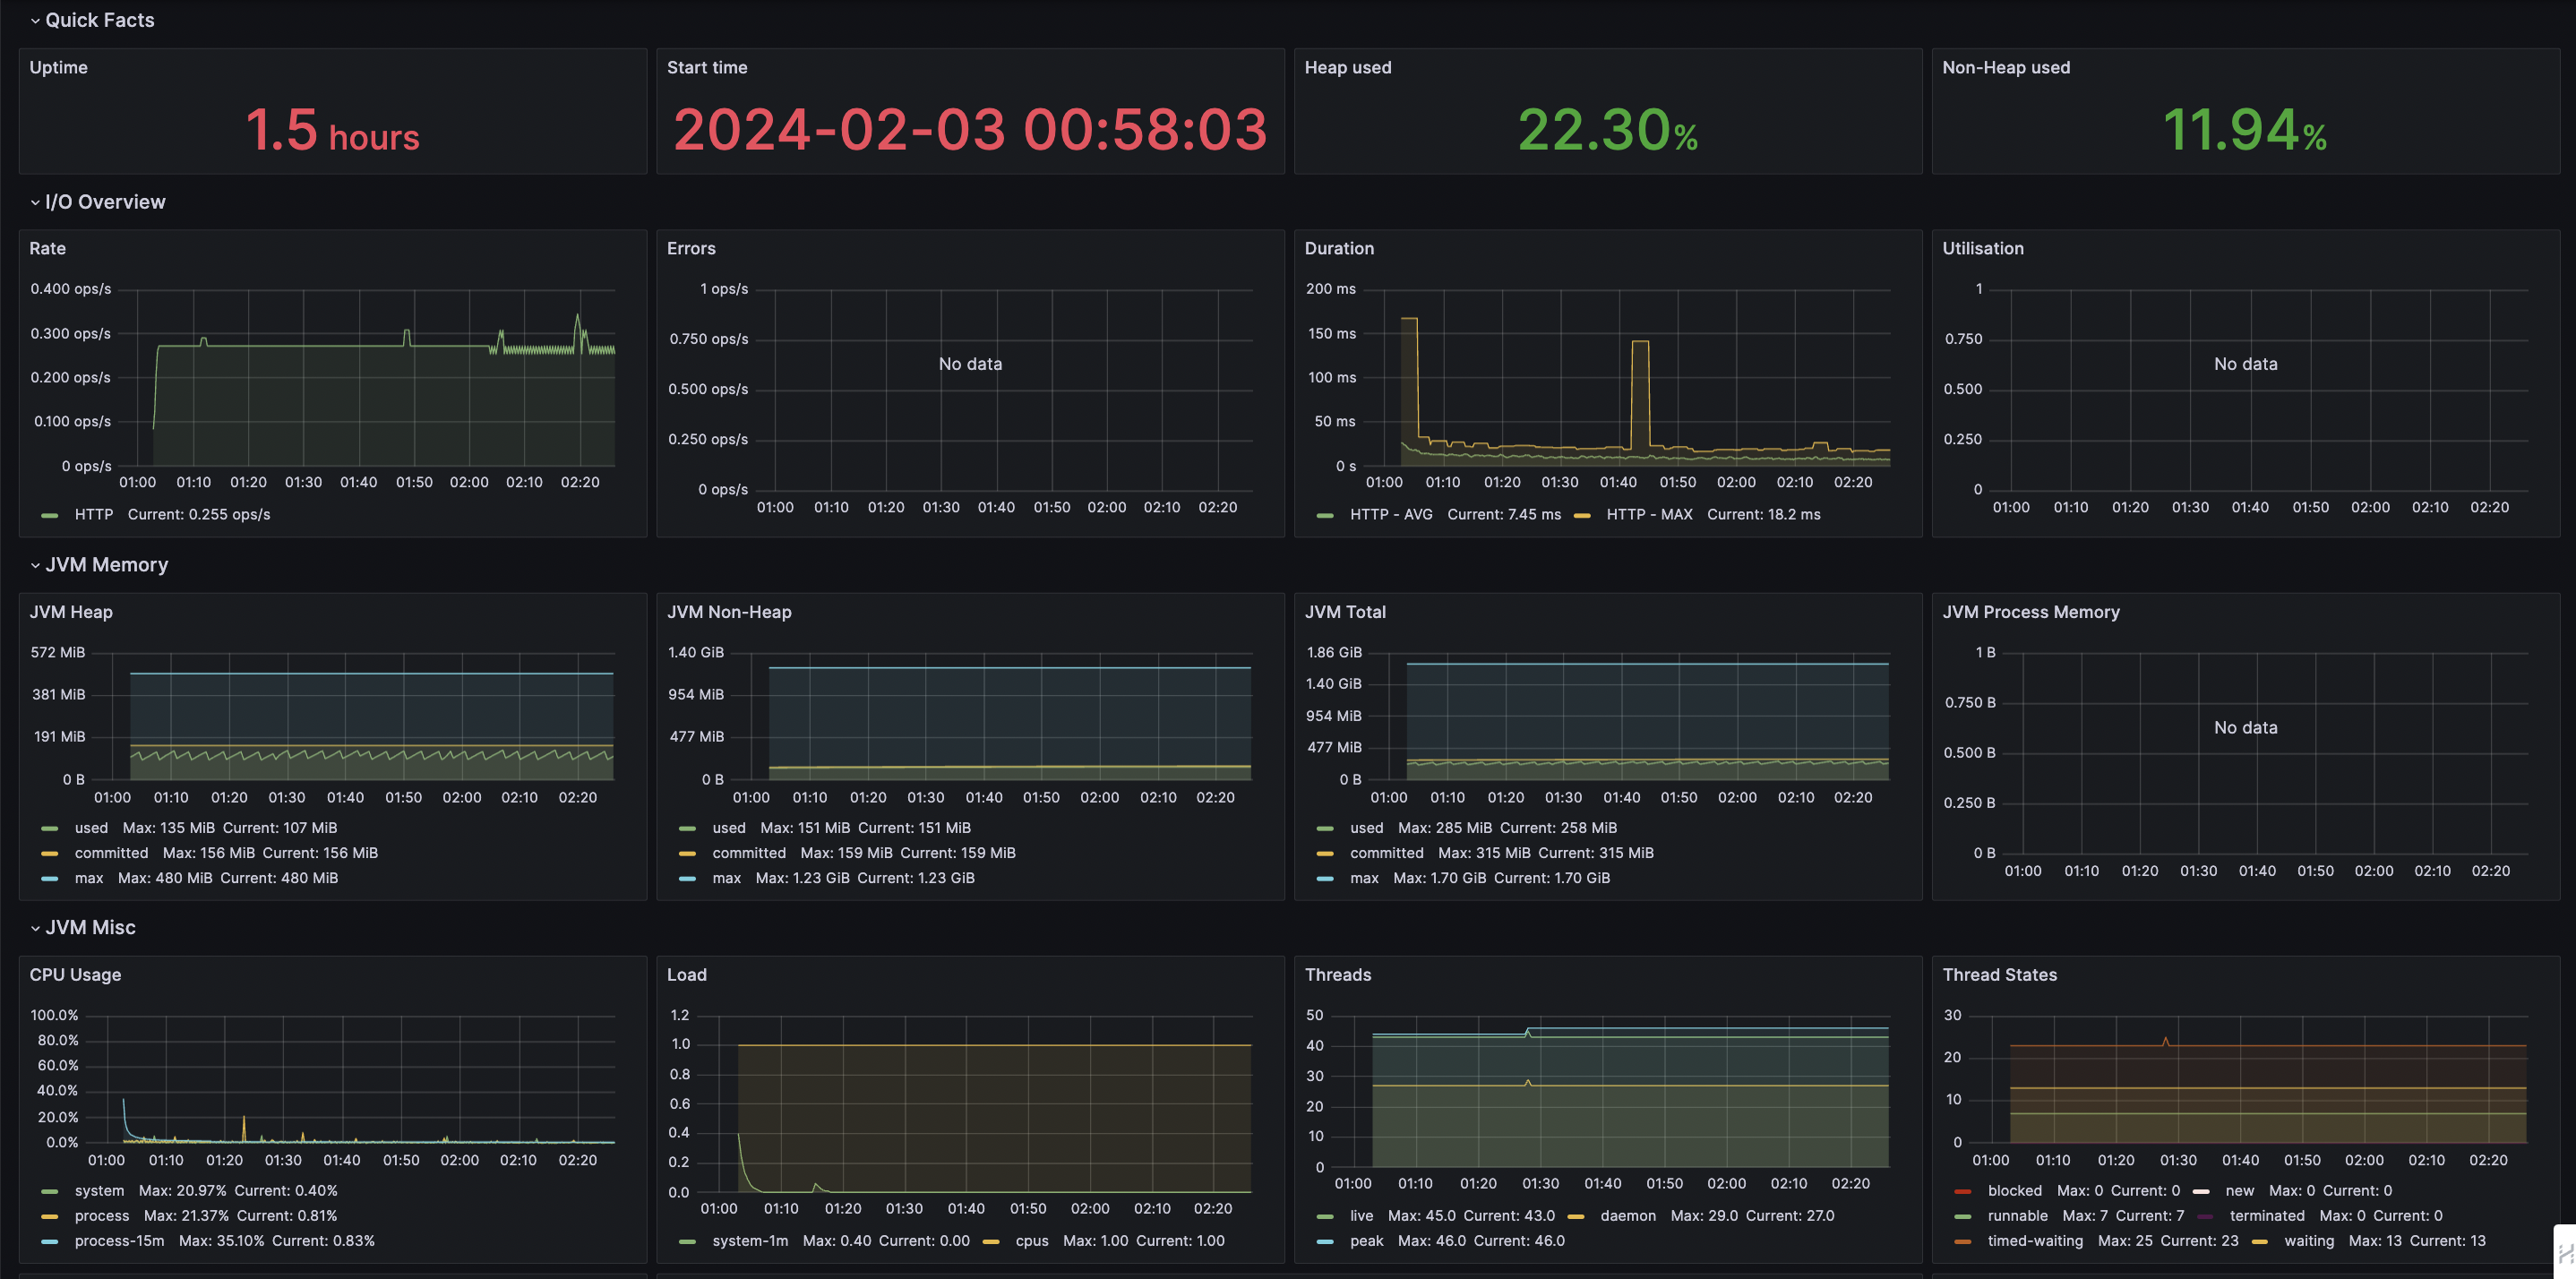 Quick Facts
Uptime
1.5 hours
Start time
2024-02-03 00:58:03
Heap used
22.30%
Non-Heap used
11.94%
I/O Overview
Rate
0.400 ops/s
0.300 ops/s
0.200 ops/s
0.100 ops/s
0 ops/s
01:00 01:10 01:20 01:30 01:40 01:50 02:00 02:10 02:20
HTTP Current: 0.255 ops/s
Errors
1 ops/s
0.750 ops/s
0.500 ops/s
0.250 ops/s
0 ops/s
No data
01:00 01:10 01:20 01:30 01:40 01:50 02:00 02:10 02:20
Duration
200 ms
150 ms
100 ms
50 ms
0 s
01:00 01:10 01:20 01:30 01:40 01:50 02:00 02:10 02:20
HTTP - AVG Current: 7.45 ms HTTP - MAX Current: 18.2 ms
Utilisation
1
0.750
0.500
0.250
0
No data
01:00 01:10 01:20 01:30 01:40 01:50 02:00 02:10 02:20
JVM Memory
JVM Heap
572 MiB
381 MiB
191 MiB
0 B
01:00 01:10 01:20 01:30 01:40 01:50 02:00 02:10 02:20
used Max: 135 MiB Current: 107 MiB
committed Max: 156 MiB Current: 156 MiB
max Max: 480 MiB Current: 480 MiB
JVM Non-Heap
1.40 GiB
954 MiB
477 MiB
0 B
01:00 01:10 01:20 01:30 01:40 01:50 02:00 02:10 02:20
used Max: 151 MiB Current: 151 MiB
committed Max: 159 MiB Current: 159 MiB
max Max: 1.23 GiB Current: 1.23 GiB
JVM Total
1.86 GiB
1.40 GiB
954 MiB
477 MiB
0 B
01:00 01:10 01:20 01:30 01:40 01:50 02:00 02:10 02:20
used Max: 285 MiB Current: 258 MiB
committed Max: 315 MiB Current: 315 MiB
max Max: 1.70 GiB Current: 1.70 GiB
JVM Process Memory
1 B
0.750 B
0.500 B
0.250 B
0 B
No data
01:00 01:10 01:20 01:30 01:40 01:50 02:00 02:10 02:20
JVM Misc
CPU Usage
100.0%
80.0%
60.0%
40.0%
20.0%
0.0%
01:00 01:10 01:20 01:30 01:40 01:50 02:00 02:10 02:20
system Max: 20.97% Current: 0.40%
process Max: 21.37% Current: 0.81%
process-15m Max: 35.10% Current: 0.83%
Load
1.2
1.0
0.8
0.6
0.4
0.2
0.0
01:00 01:10 01:20 01:30 01:40 01:50 02:00 02:10 02:20
system-1m Max: 0.40 Current: 0.00 cpus Max: 1.00 Current: 1.00
Threads
50
40
30
20
10
0
01:00 01:10 01:20 01:30 01:40 01:50 02:00 02:10 02:20
live Max: 45.0 Current: 43.0 daemon Max: 29.0 Current: 27.0
peak Max: 46.0 Current: 46.0
Thread States
30
20
10
0
01:00 01:10 01:20 01:30 01:40 01:50 02:00 02:10 02:20
blocked Max: 0 Current: 0 new Max: 0 Current: 0
runnable Max: 7 Current: 7 terminated Max: 0 Current: 0
timed-waiting Max: 25 Current: 23 waiting Max: 13 Current: 13